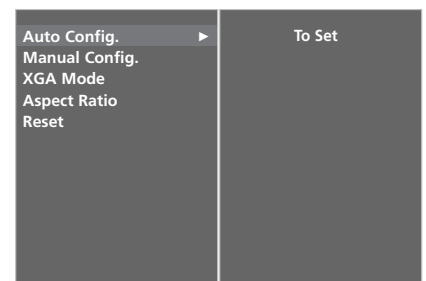 Auto Config. ► To Set
Manual Config.
XGA Mode
Aspect Ratio
Reset